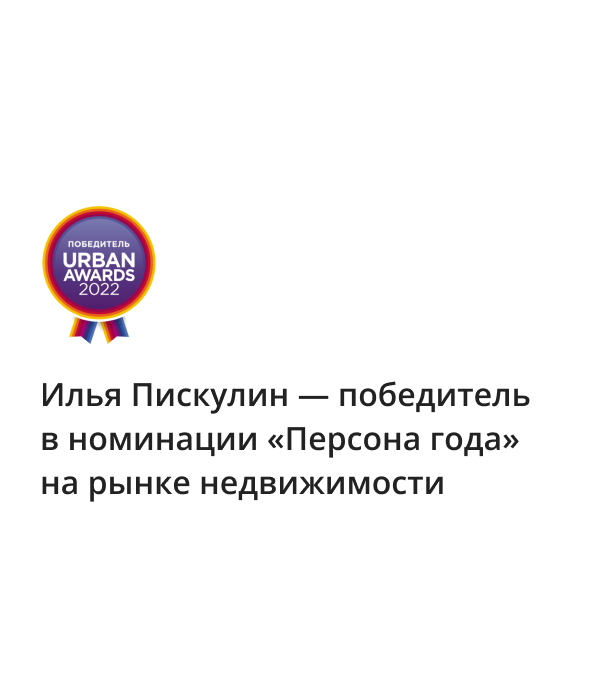 ПОБЕДИТЕЛЬ
URBAN
AWARDS
2022
Илья Пискулин — победитель
в номинации «Персона года»
на рынке недвижимости